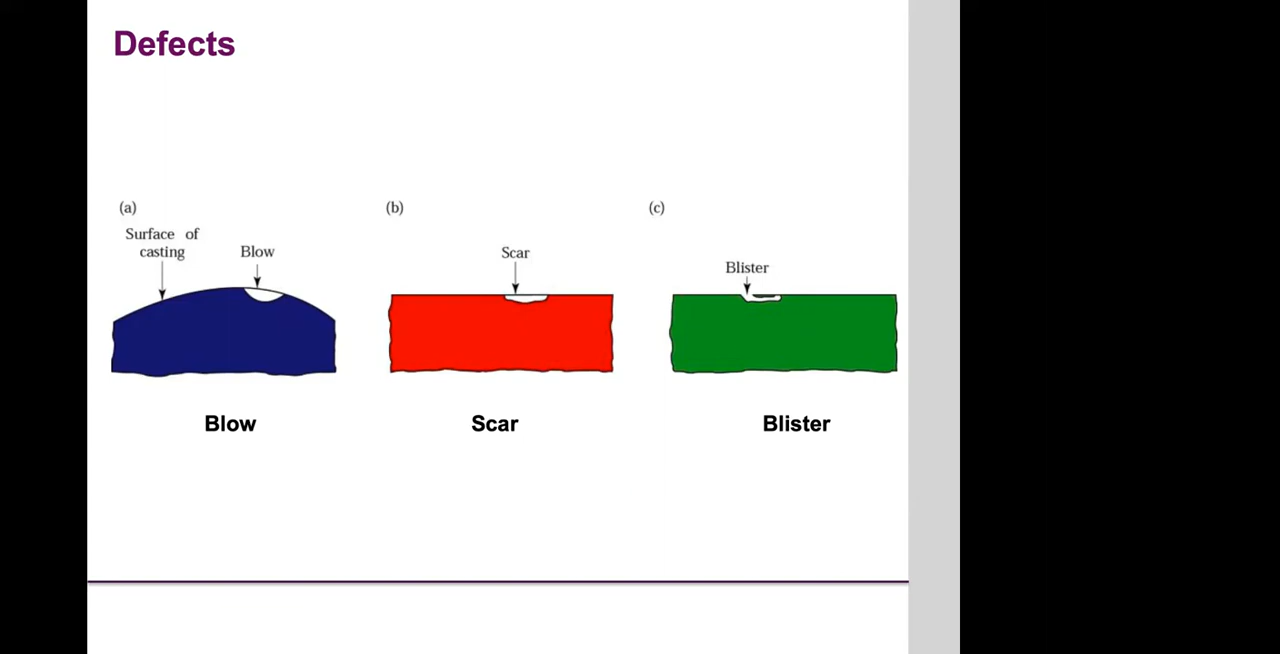 Defects
(a)
(b)
(c)
Surface of
casting
Blow
Scar
Blister
Blow
Scar
Blister